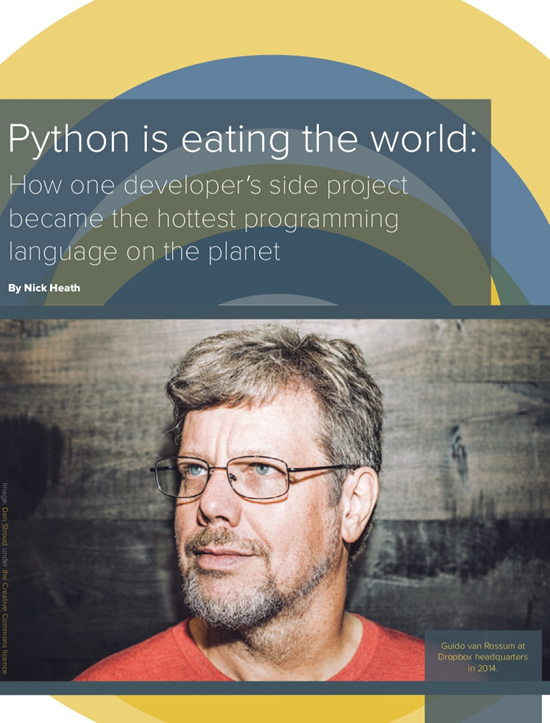 Python is eating the world:
How one developer's side project
became the hottest programming
language on the planet
By Nick Heath
Image: Dan Stroud under the Creative Commons licence
Guido van Rossum at
Dropbox headquarters
in 2014.